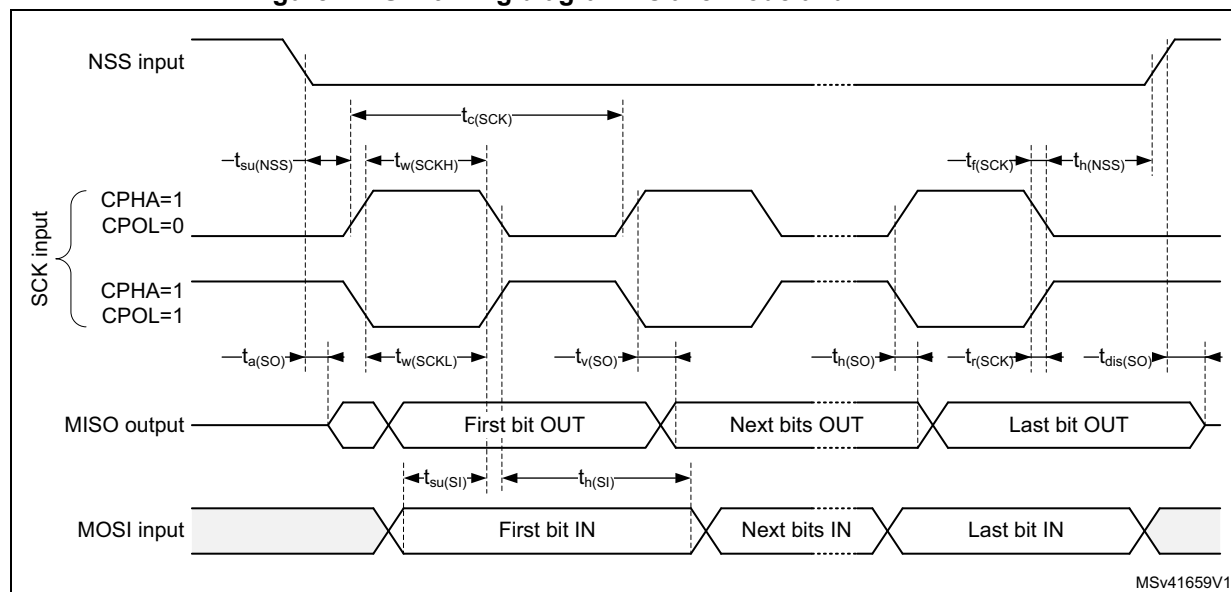 NSS input
tc(SCK)
tsu(NSS)
tw(SCKH)
tf(SCK)
th(NSS)
SCK input
CPHA=1
CPOL=0
CPHA=1
CPOL=1
ta(SO)
tw(SCKL)
tv(SO)
th(SO)
tr(SCK)
tdis(SO)
MISO output
First bit OUT
Next bits OUT
Last bit OUT
tsu(SI)
th(SI)
MOSI input
First bit IN
Next bits IN
Last bit IN
MSv41659V1